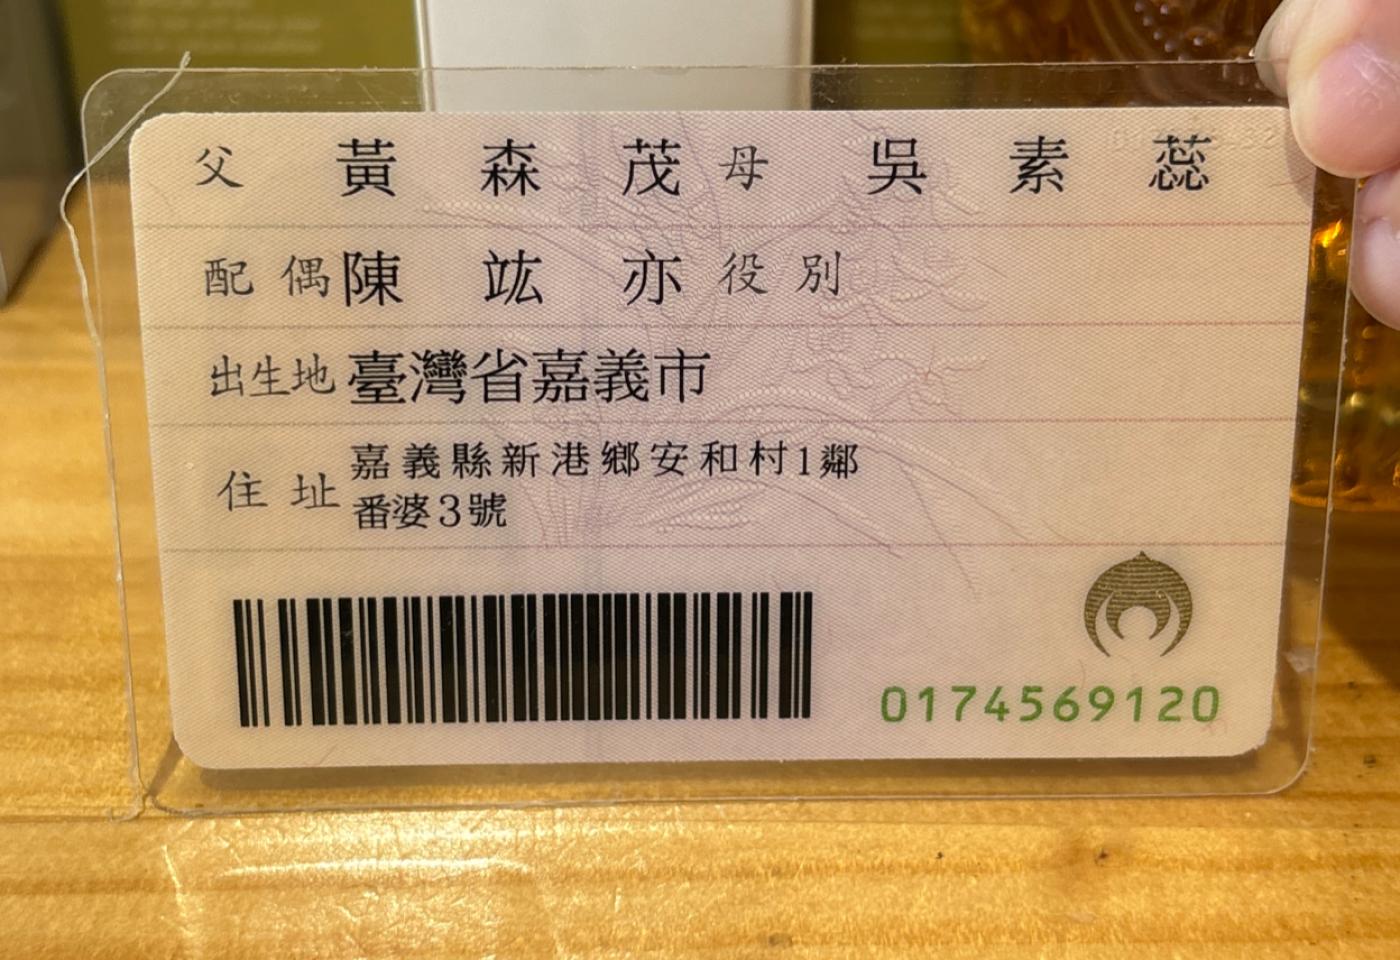 父 黃森茂 母 吳素蕊
配偶 陳竑亦 役別
出生地 臺灣省嘉義市
住址 嘉義縣新港鄉安和村1鄰
番婆3號
0174569120